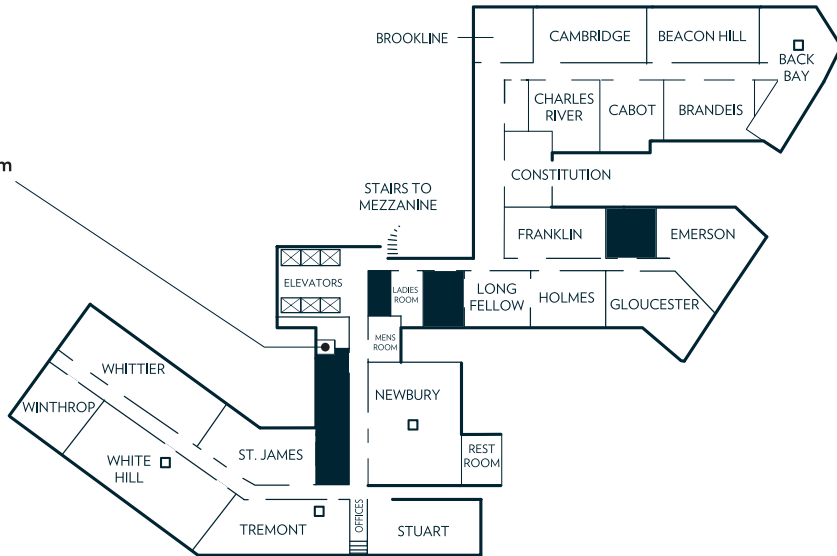 BROOKLINE
CAMBRIDGE
BEACON HILL
BACK
BAY
CHARLES
RIVER
CABOT
BRANDEIS
m
CONSTITUTION
STAIRS TO
MEZZANINE
FRANKLIN
EMERSON
ELEVATORS
LADIES
ROOM
LONG
FELLOW
HOLMES
GLOUCESTER
MENS
ROOM
WHITTIER
NEWBURY
WINTHROP
ST. JAMES
REST
ROOM
WHITE
HILL
TREMONT
OFFICES
STUART